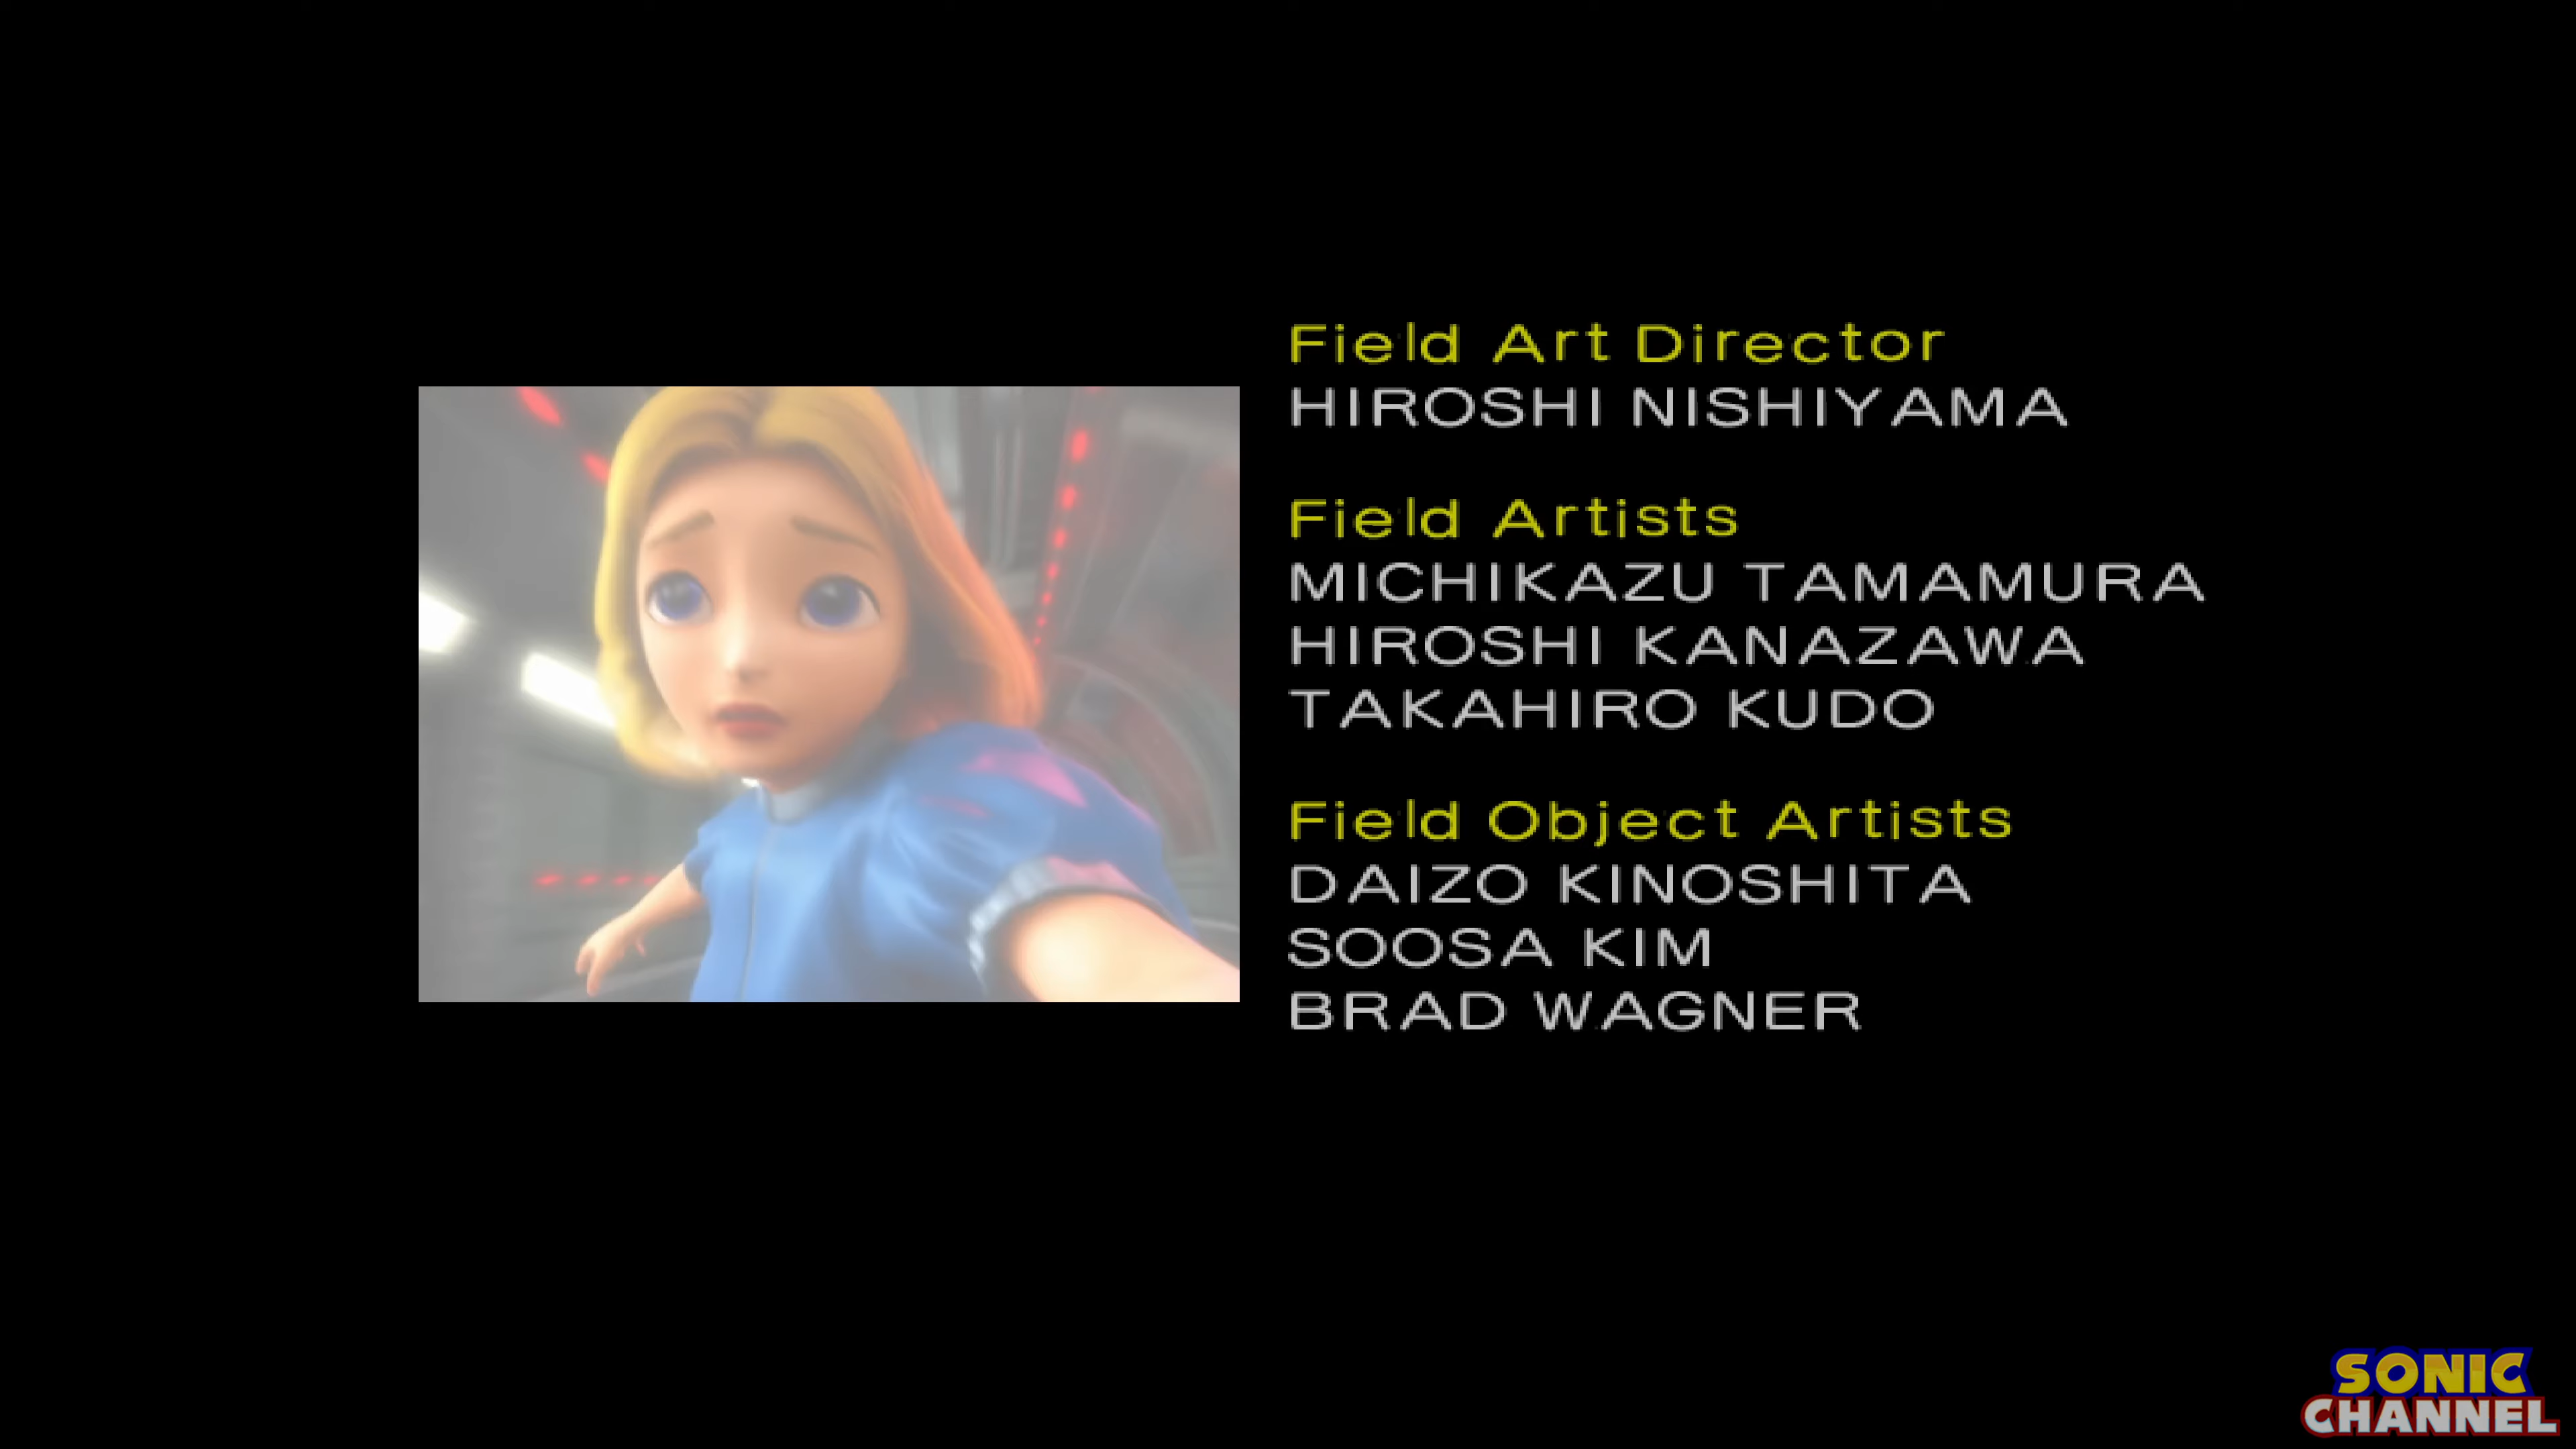 Field Art Director
HIROSHI NISHIYAMA
Field Artists
MICHIKAZU TAMAMURA
HIROSHI KANAZAWA
TAKAHIRO KUDO
Field Object Artists
DAIZO KINOSHITA
SOOSA KIM
BRAD WAGNER
SONIC
CHANNEL